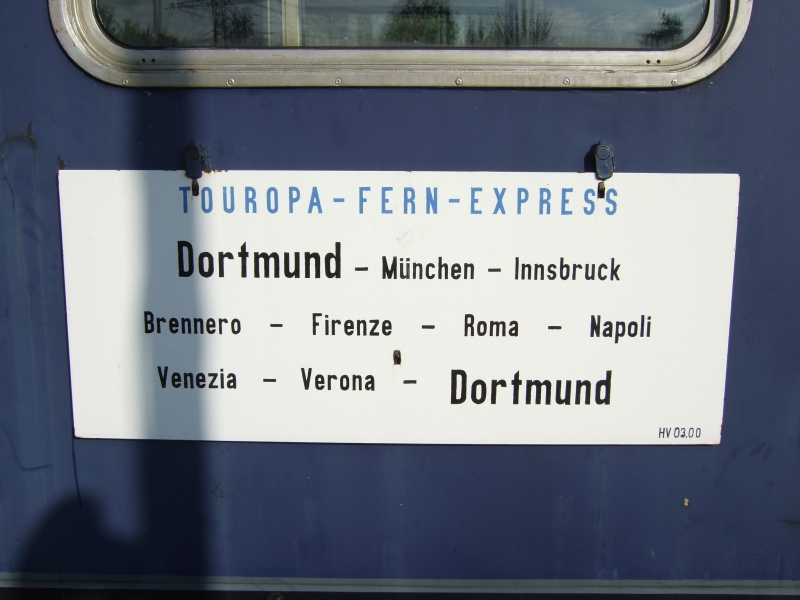 TOUROPA-FERN-EXPRESS
Dortmund - München - Innsbruck
Brennero - Firenze - Roma - Napoli
Venezia - Verona - Dortmund
HV 03.00